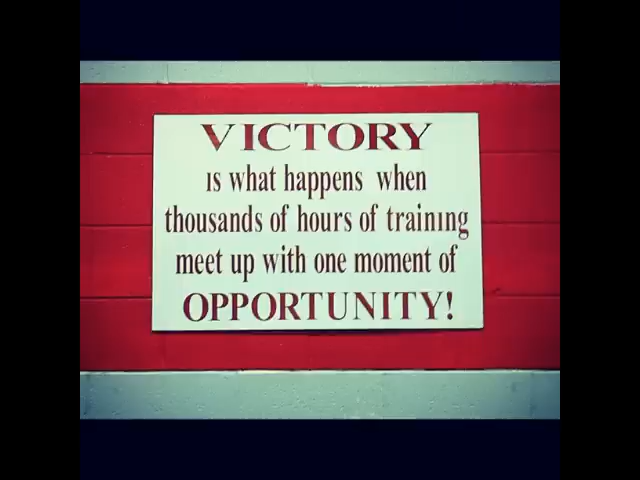 VICTORY
is what happens when
thousands of hours of training
meet up with one moment of
OPPORTUNITY!